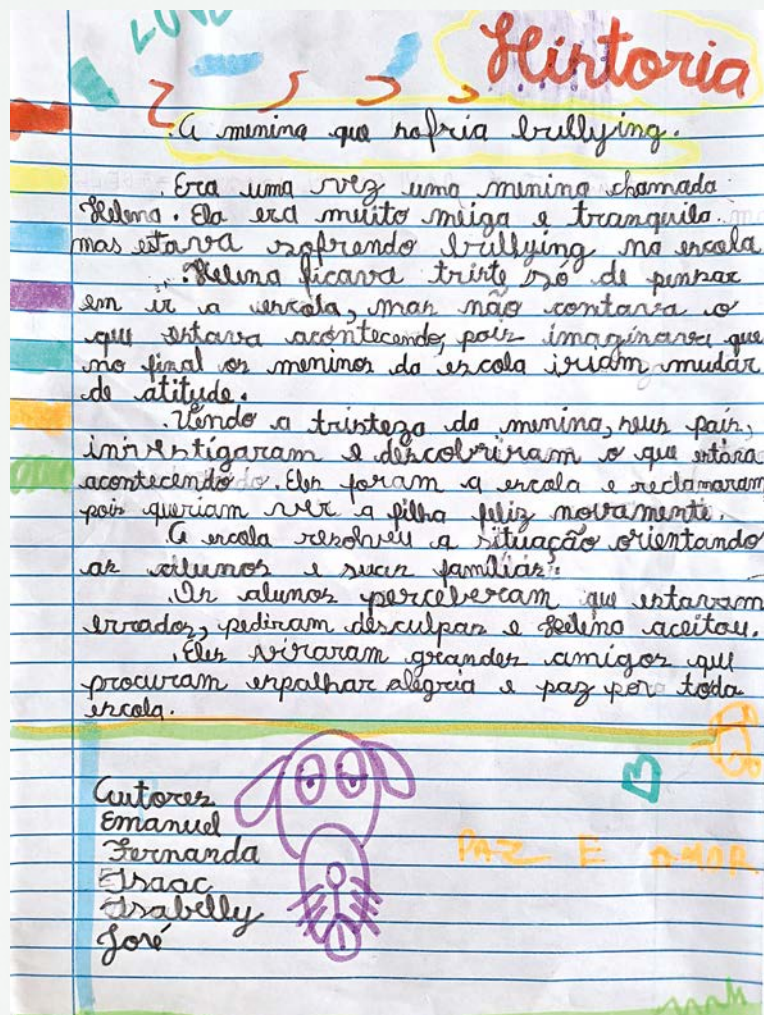 História
A menina que sofria bullying.
Era uma vez uma menina chamada
Helena. Ela era muito meiga e tranquila
mas estava sofrendo bullying na escola
Helena ficava triste só de pensar
em ir a escola, mas não contava o
que estava acontecendo, pois imaginava que
no final os meninos da escola iriam mudar
de atitude.
Vendo a tristeza da menina, seus pais,
investigaram e descobriram o que estava
acontecendo. Eles foram a escola e reclamaram
pois queriam ver a filha feliz novamente.
A escola resolveu a situação orientando
os alunos e suas famílias.
Os alunos perceberam que estavam
errados, pediram desculpas e Helena aceitou.
Eles viraram grandes amigos que
procuram espalhar alegria e paz por toda
escola.
Autores
Emanuel
Fernanda
PAZ E AMOR
Isaac
Isabelly
José